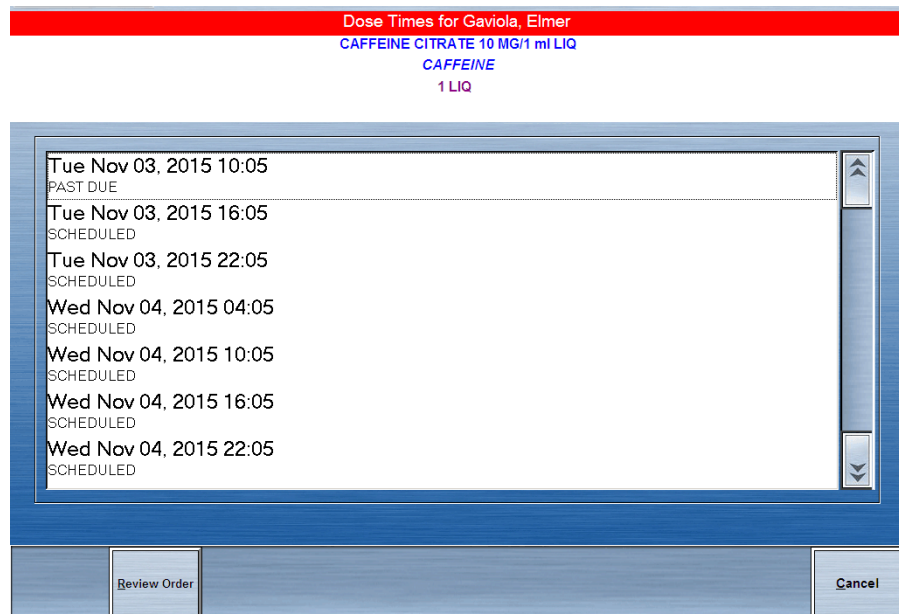 Dose Times for Gaviola, Elmer
CAFFEINE CITRATE 10 MG/1 ml LIQ
CAFFEINE
1 LIQ
Tue Nov 03, 2015 10:05
PAST DUE
Tue Nov 03, 2015 16:05
SCHEDULED
Tue Nov 03, 2015 22:05
SCHEDULED
Wed Nov 04, 2015 04:05
SCHEDULED
Wed Nov 04, 2015 10:05
SCHEDULED
Wed Nov 04, 2015 16:05
SCHEDULED
Wed Nov 04, 2015 22:05
SCHEDULED
Review Order
Cancel